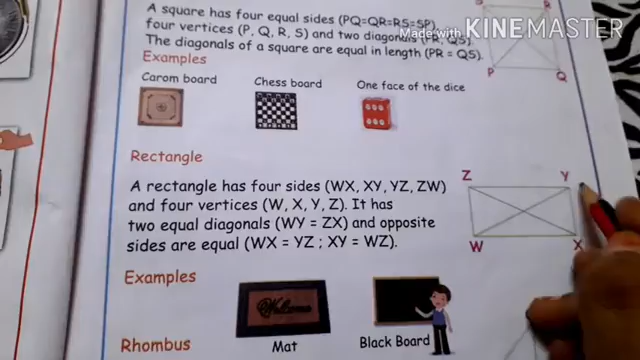 A square has four equal sides (PQ=QR=RS=SP),
four vertices (P, Q, R, S) and two diagonals (PR, QS).
The diagonals of a square are equal in length (PR = QS).
Made with KINEMASTER
S R
P Q
Examples
Carom board
Chess board
One face of the dice
Rectangle
A rectangle has four sides (WX, XY, YZ, ZW)
and four vertices (W, X, Y, Z). It has
two equal diagonals (WY = ZX) and opposite
sides are equal (WX = YZ ; XY = WZ).
Z Y
W X
Examples
Welcome
Mat
Black Board
Rhombus